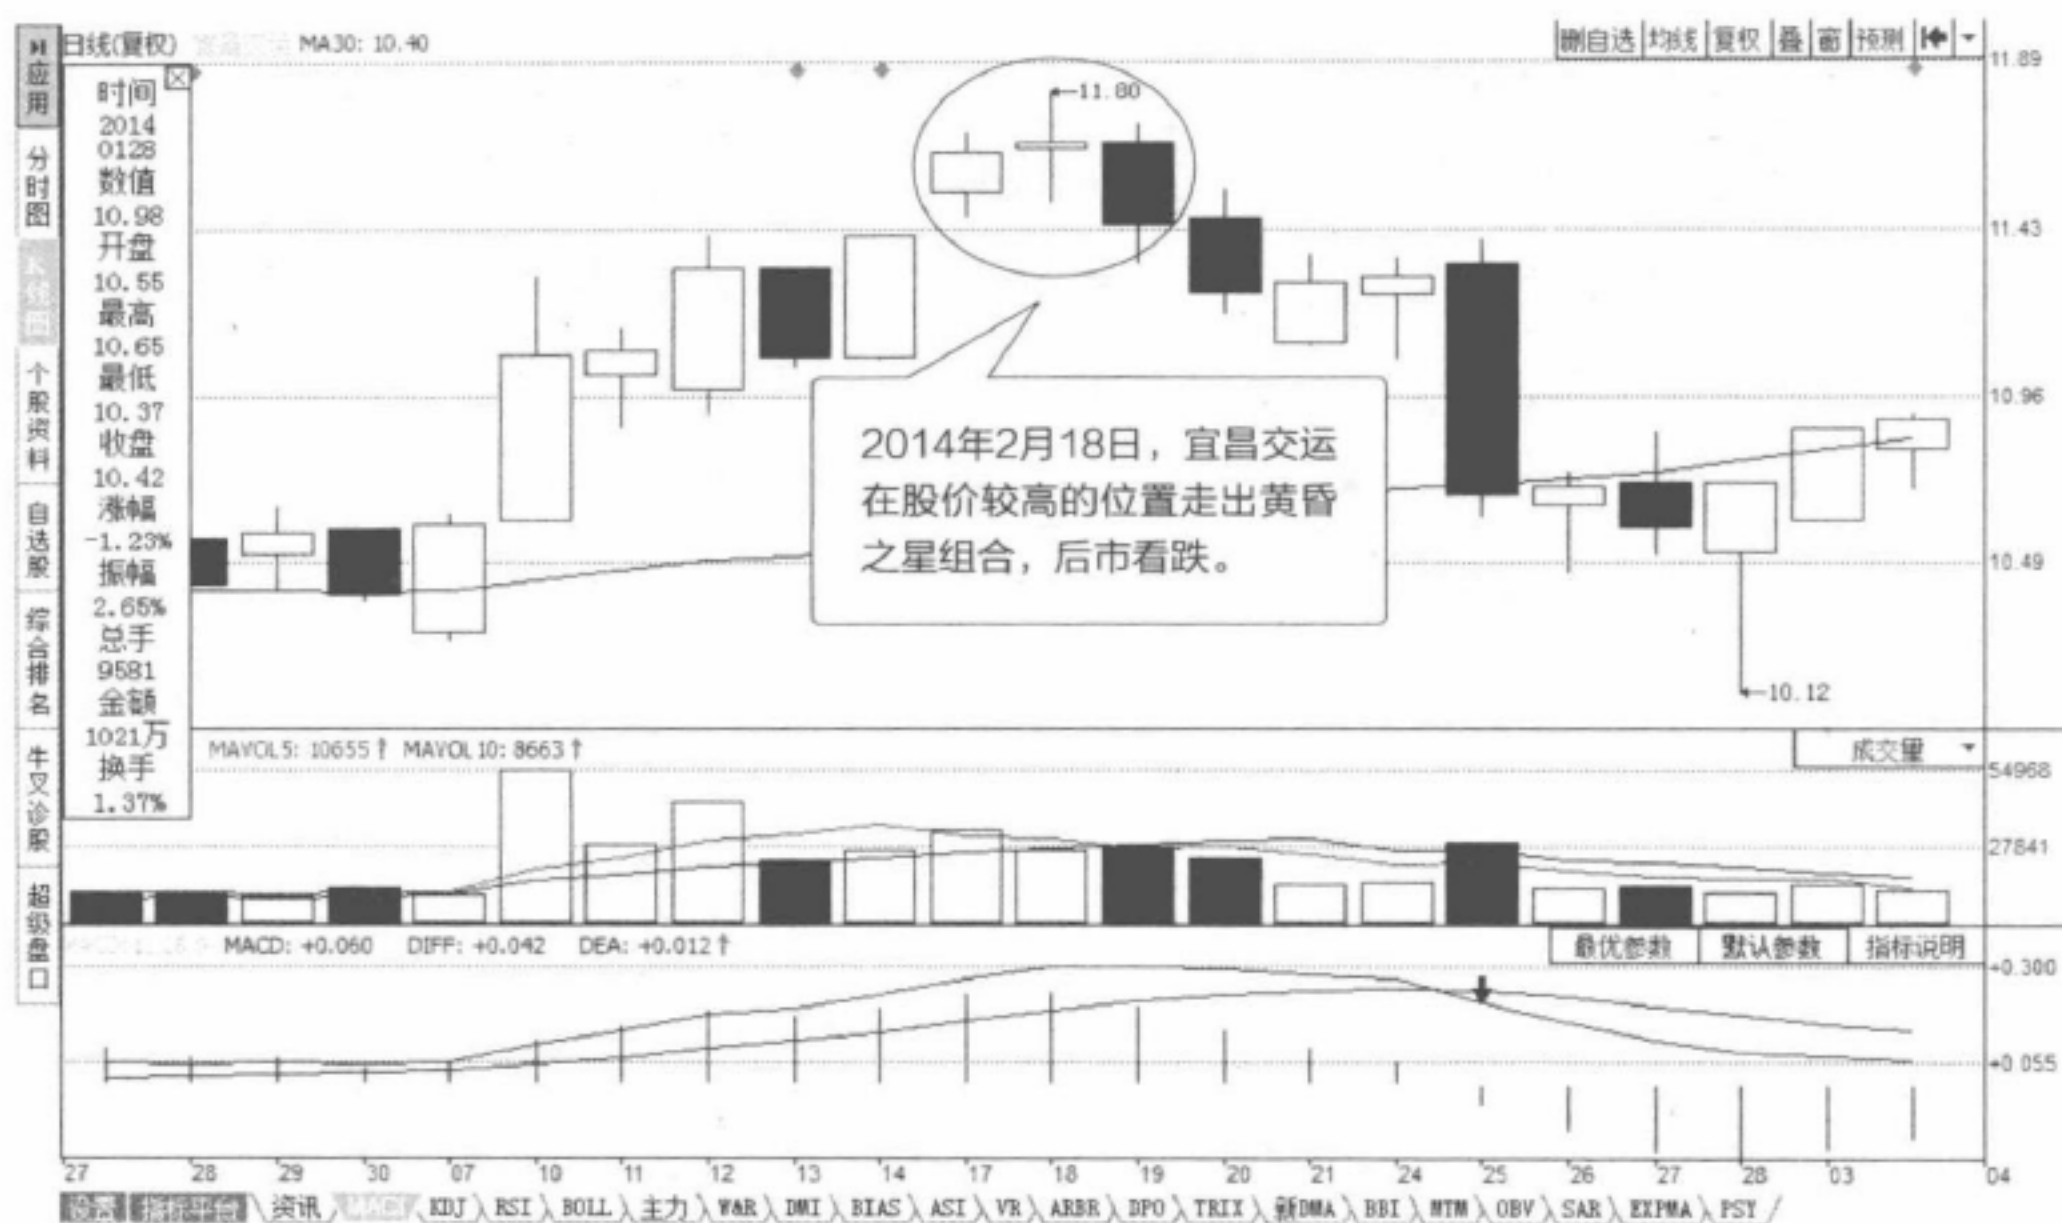 日线(复权) MA30: 10.40
删自选 均线 复权 叠 窗 预测
应用
分时图
K线图
个股资料
自选股
综合排名
牛叉诊股
超级盘口
时间
2014
0128
数值
10.98
开盘
10.55
最高
10.65
最低
10.37
收盘
10.42
涨幅
-1.23%
振幅
2.65%
总手
9581
金额
1021万
换手
1.37%
11.89
11.43
10.96
10.49
←11.80
2014年2月18日，宜昌交运
在股价较高的位置走出黄昏
之星组合，后市看跌。
←10.12
MAVOL5: 10655↑ MAVOL10: 8663↑
成交量
54968
27841
MACD: +0.060 DIFF: +0.042 DEA: +0.012↑
最优参数 默认参数 指标说明
+0.300
+0.055
27 28 29 30 07 10 11 12 13 14 17 18 19 20 21 24 25 26 27 28 03 04
设置 指标平台 资讯 MACD KDJ RSI BOLL 主力 W&R DMI BIAS ASI VR ARBR DPO TRIX 新DMA BBI MTM OBV SAR EXPMA PSY